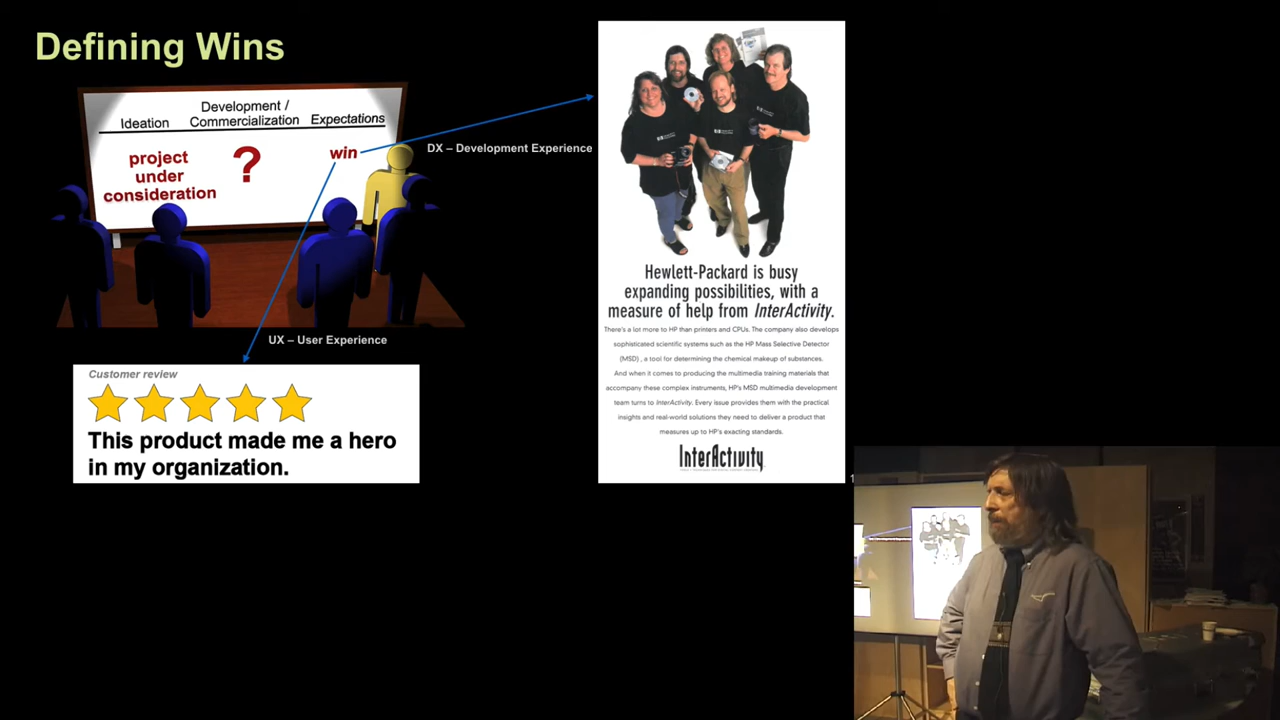 Defining Wins
Ideation
Development /
Commercialization
Expectations
project
under
consideration
?
win
DX – Development Experience
UX – User Experience
Customer review
This product made me a hero
in my organization.
Hewlett-Packard is busy
expanding possibilities, with a
measure of help from InterActivity.
There's a lot more to HP than printers and CPUs. The company also develops
sophisticated scientific systems such as the HP Mass Selective Detector
(MSD) , a tool for determining the chemical makeup of substances.
And when it comes to producing the multimedia training materials that
accompany these complex instruments, HP's MSD multimedia development
team turns to InterActivity. Every issue provides them with the practical
insights and real-world solutions they need to deliver a product that
measures up to HP's exacting standards.
InterActivity